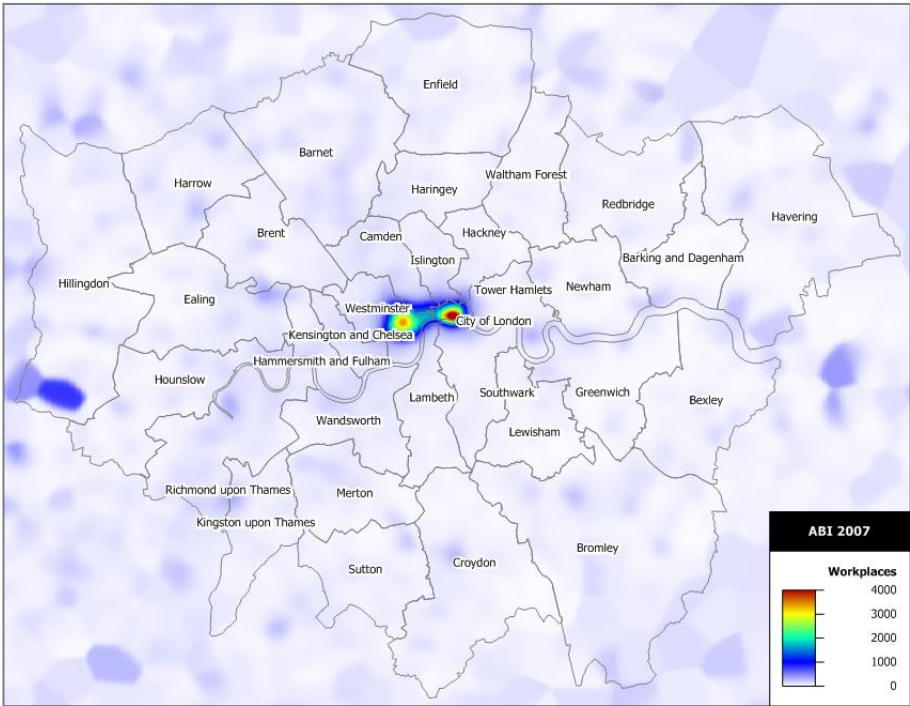 Enfield
Barnet
Haringey
Waltham Forest
Harrow
Redbridge
Havering
Brent
Camden
Hackney
Islington
Barking and Dagenham
Hillingdon
Ealing
Tower Hamlets
Newham
Westminster
City of London
Kensington and Chelsea
Hammersmith and Fulham
Hounslow
Lambeth
Southwark
Greenwich
Bexley
Wandsworth
Lewisham
Richmond upon Thames
Merton
Kingston upon Thames
Bromley
Sutton
Croydon
ABI 2007
Workplaces
4000
3000
2000
1000
0